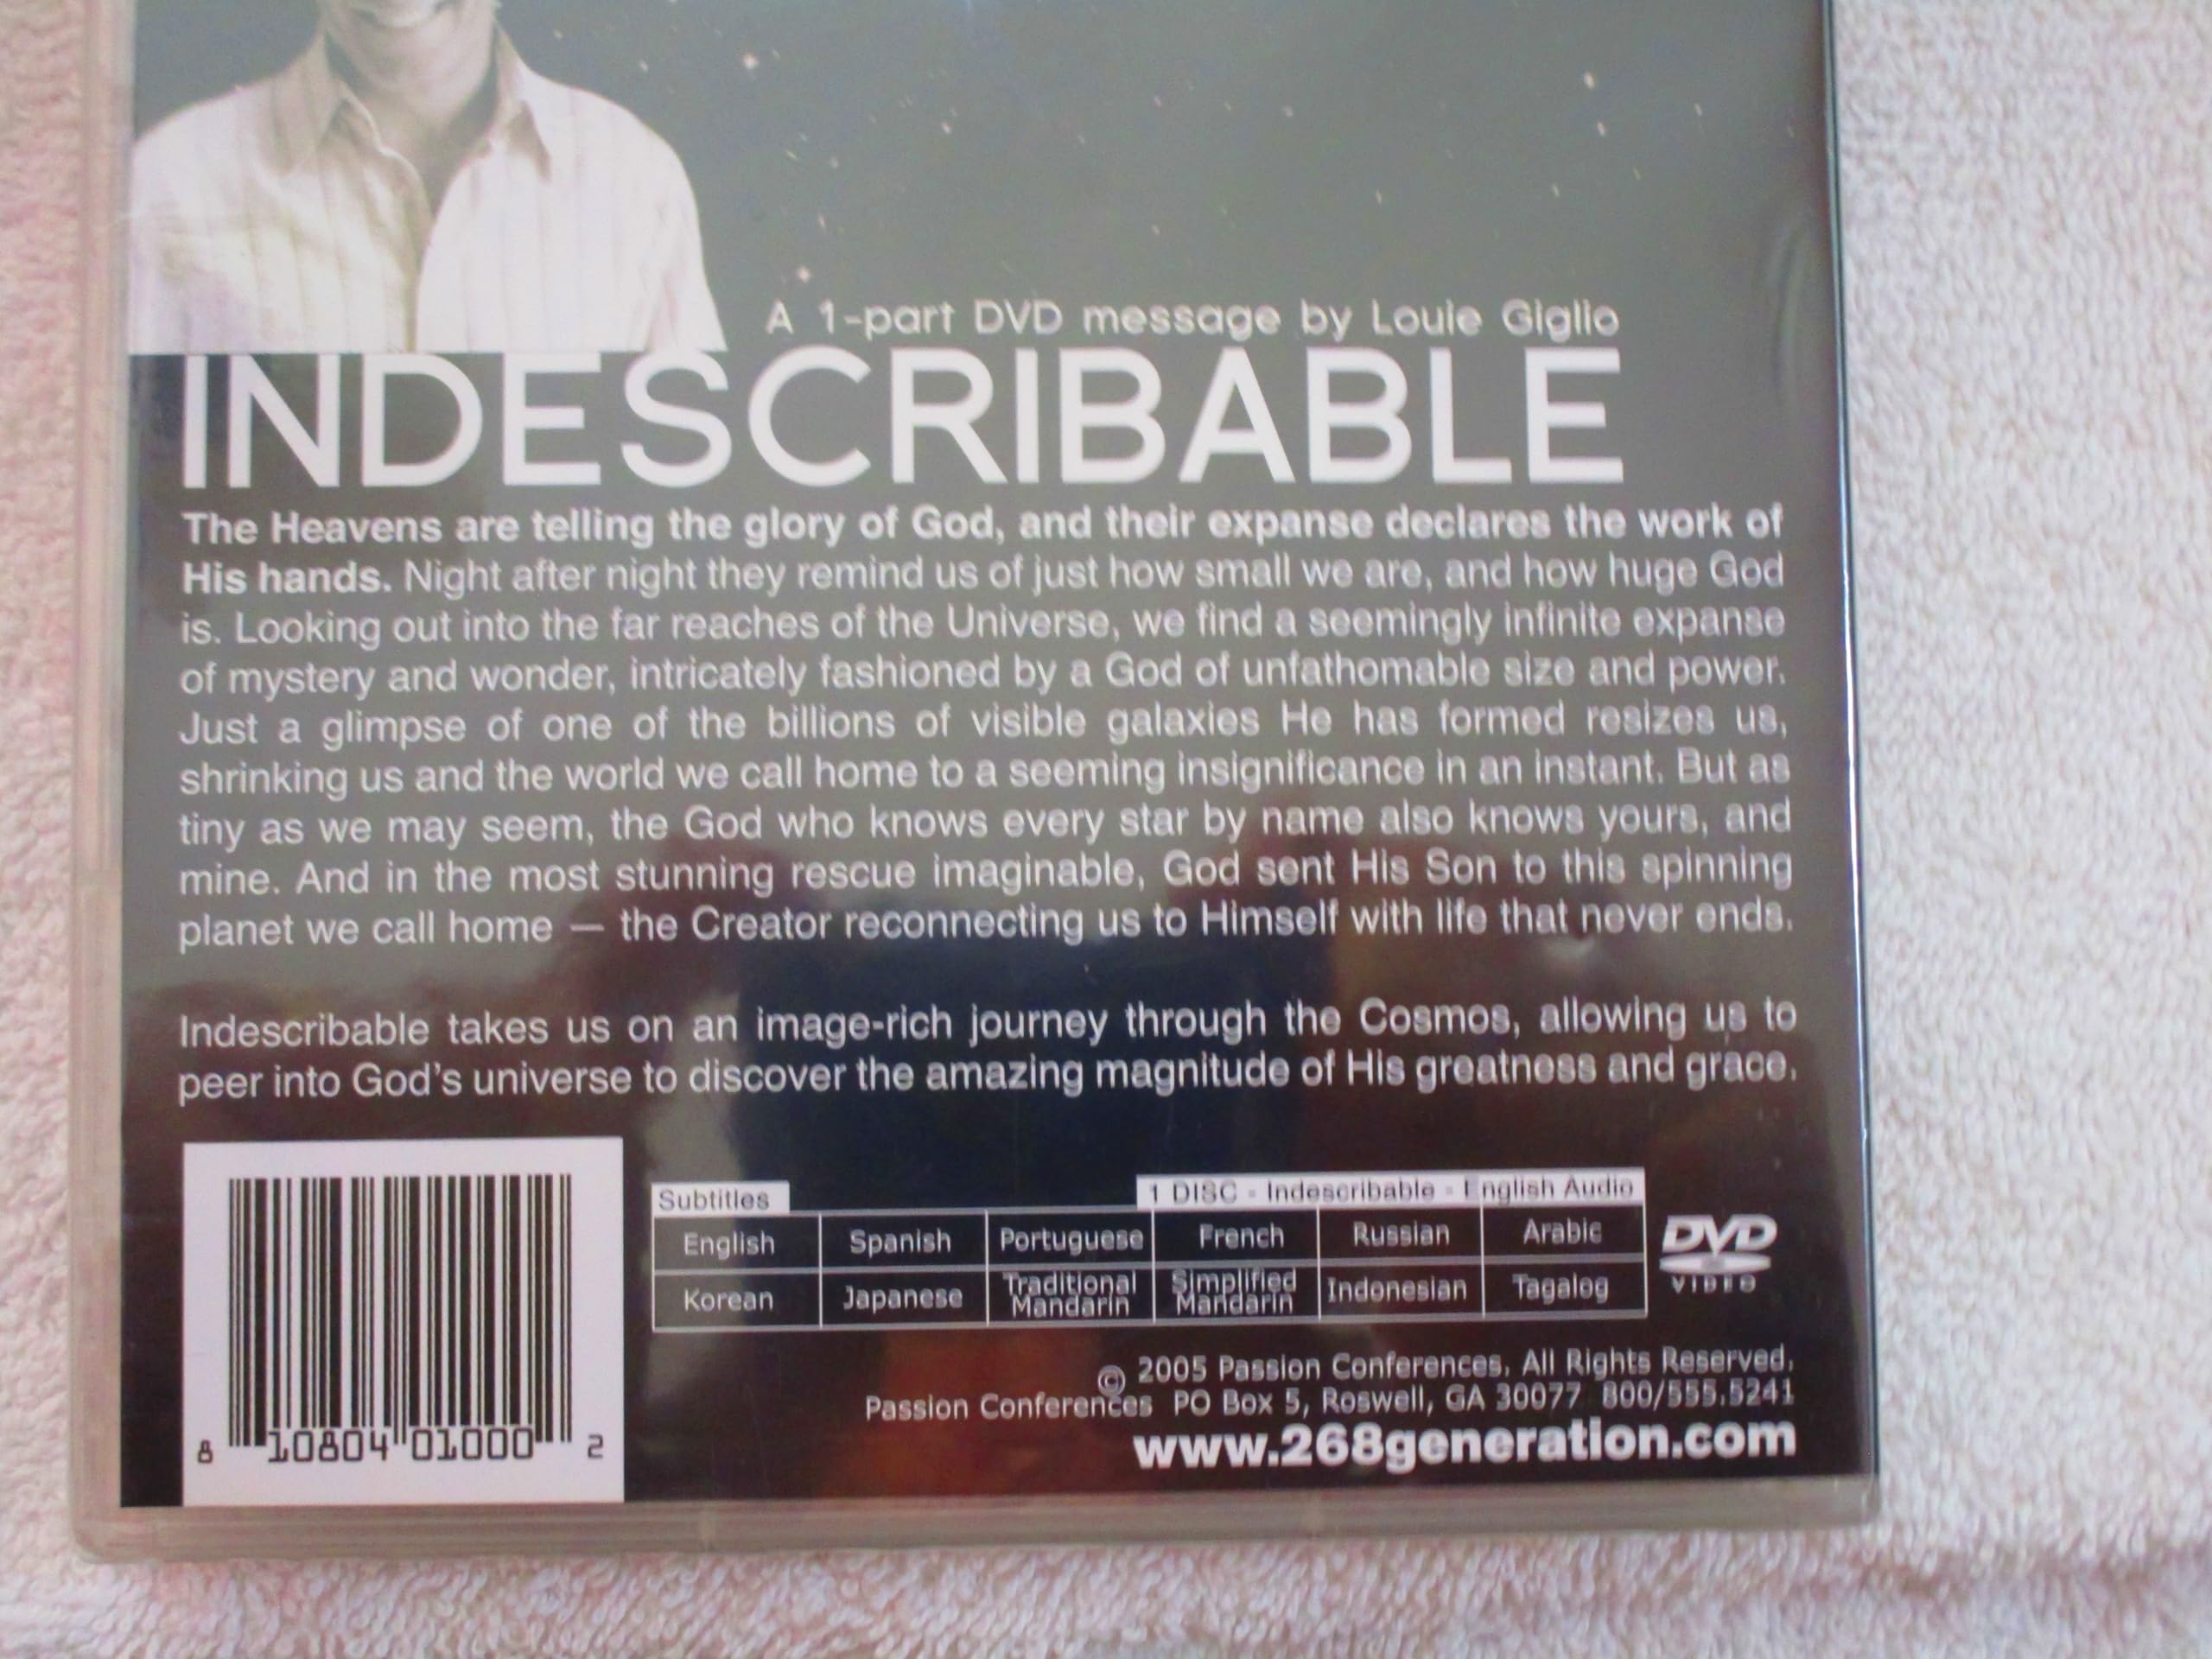 A 1-part DVD message by Louie Giglio
INDESCRIBABLE
The Heavens are telling the glory of God, and their expanse declares the work of
His hands. Night after night they remind us of just how small we are, and how huge God
is. Looking out into the far reaches of the Universe, we find a seemingly infinite expanse
of mystery and wonder, intricately fashioned by a God of unfathomable size and power.
Just a glimpse of one of the billions of visible galaxies He has formed resizes us,
shrinking us and the world we call home to a seeming insignificance in an instant. But as
tiny as we may seem, the God who knows every star by name also knows yours, and
mine. And in the most stunning rescue imaginable, God sent His Son to this spinning
planet we call home — the Creator reconnecting us to Himself with life that never ends.
Indescribable takes us on an image-rich journey through the Cosmos, allowing us to
peer into God's universe to discover the amazing magnitude of His greatness and grace.
Subtitles 1 DISC - Indescribable - English Audio
English Spanish Portuguese French Russian Arabic
Korean Japanese Traditional Mandarin Simplified Mandarin Indonesian Tagalog
DVD
VIDEO
© 2005 Passion Conferences, All Rights Reserved.
Passion Conferences PO Box 5, Roswell, GA 30077 800/555.5241
www.268generation.com
8 10804 01000 2